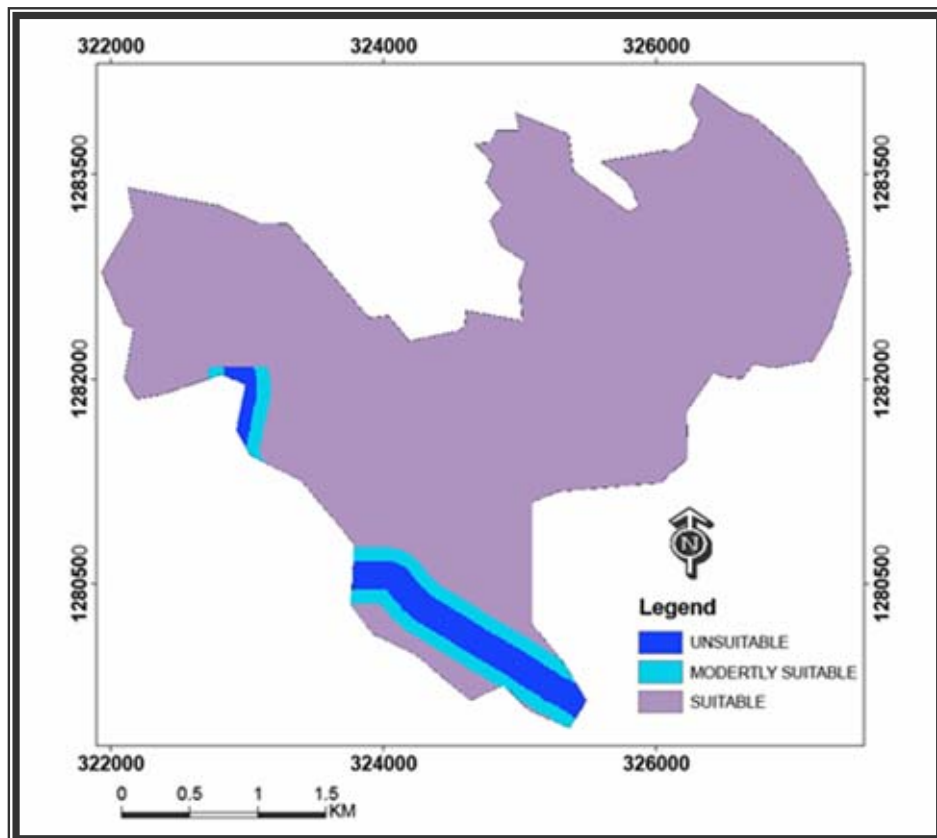 322000 324000 326000
1283500 1283500
1282000 1282000
1280500 1280500
N
Legend
UNSUITABLE
MODERTLY SUITABLE
SUITABLE
322000 324000 326000
0 0.5 1 1.5
KM